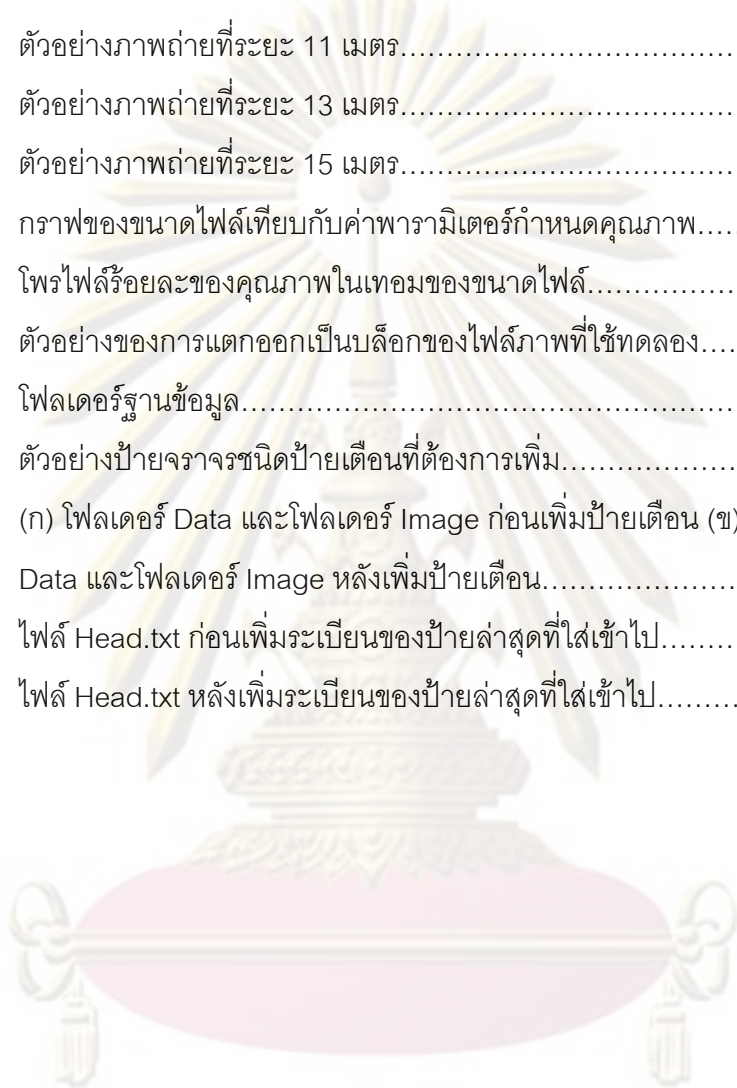 ตัวอย่างภาพถ่ายที่ระยะ 11 เมตร....................................
ตัวอย่างภาพถ่ายที่ระยะ 13 เมตร....................................
ตัวอย่างภาพถ่ายที่ระยะ 15 เมตร....................................
กราฟของขนาดไฟล์เทียบกับค่าพารามิเตอร์กำหนดคุณภาพ.....
โพรไฟล์ร้อยละของคุณภาพในเทอมของขนาดไฟล์................
ตัวอย่างของการแตกออกเป็นบล็อกของไฟล์ภาพที่ใช้ทดลอง....
โฟลเดอร์ฐานข้อมูล.....................................................
ตัวอย่างป้ายจราจรชนิดป้ายเตือนที่ต้องการเพิ่ม...................
(ก) โฟลเดอร์ Data และโฟลเดอร์ Image ก่อนเพิ่มป้ายเตือน (ข)
Data และโฟลเดอร์ Image หลังเพิ่มป้ายเตือน.....................
ไฟล์ Head.txt ก่อนเพิ่มระเบียนของป้ายล่าสุดที่ใส่เข้าไป........
ไฟล์ Head.txt หลังเพิ่มระเบียนของป้ายล่าสุดที่ใส่เข้าไป.........